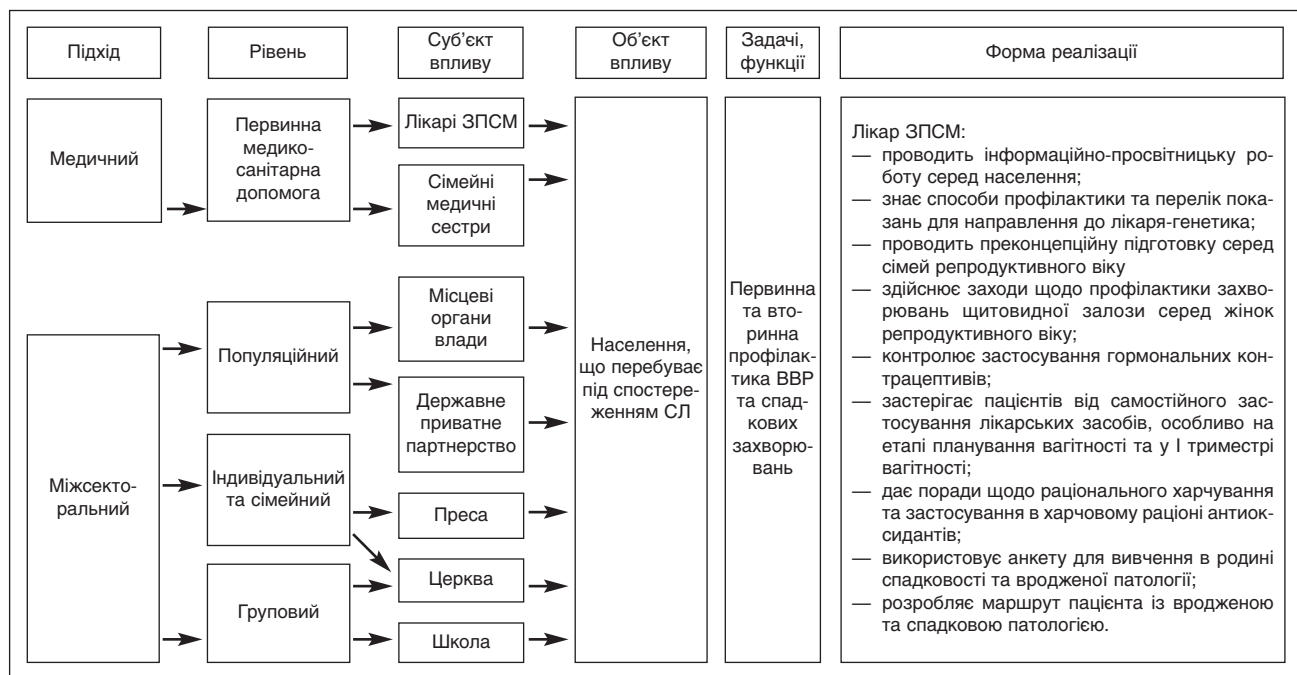 Підхід
Рівень
Суб’єкт
впливу
Об’єкт
впливу
Задачі,
функції
Форма реалізації
Медичний
Первинна
медико-
санітарна
допомога
Лікарі ЗПСМ
Сімейні
медичні
сестри
Міжсекто-
ральний
Популяційний
Індивідуальний
та сімейний
Груповий
Місцеві
органи
влади
Державне
приватне
партнерство
Преса
Церква
Школа
Населення,
що перебуває
під спостере-
женням СЛ
Первинна
та вто-
ринна
профілак-
тика ВВР
та спад-
кових
захворю-
вань
Лікар ЗПСМ:
— проводить інформаційно-просвітницьку ро-
боту серед населення;
— знає способи профілактики та перелік пока-
зань для направлення до лікаря-генетика;
— проводить преконцепційну підготовку серед
сімей репродуктивного віку
— здійснює заходи щодо профілактики захво-
рювань щитовидної залози серед жінок
репродуктивного віку;
— контролює застосування гормональних кон-
трацептивів;
— застерігає пацієнтів від самостійного зас-
тосування лікарських засобів, особливо на
етапі планування вагітності та у І триместрі
вагітності;
— дає поради щодо раціонального харчування
та застосування в харчовому раціоні антиок-
сидантів;
— використовує анкету для вивчення в родині
спадковості та вродженої патології;
— розробляє маршрут пацієнта із вродженою
та спадковою патологією.